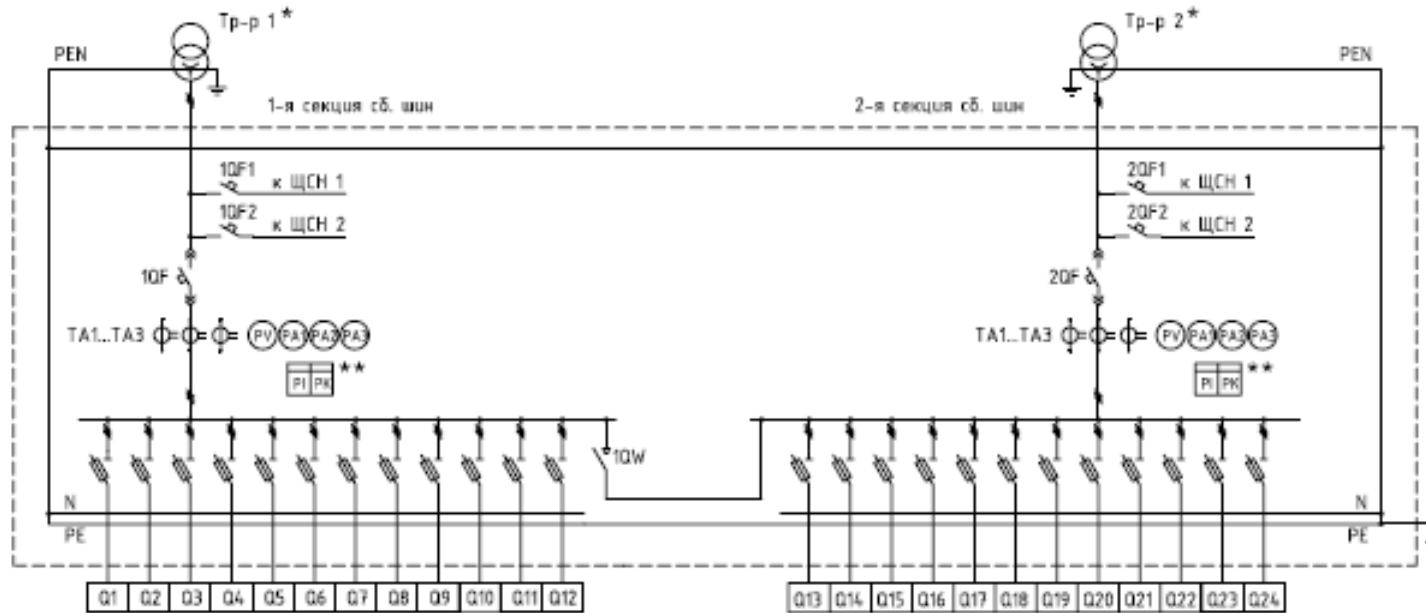 Тр-р 1* Тр-р 2*
PEN PEN
1-я секция сб. шин 2-я секция сб. шин
1QF1 к ЩСН 1 2QF1 к ЩСН 1
1QF2 к ЩСН 2 2QF2 к ЩСН 2
1QF 2QF
TA1...TA3 PV PA1 PA2 PA3 TA1...TA3 PV PA1 PA2 PA3
PI PK ** PI PK **
1QW
N N
PE PE
Q1 Q2 Q3 Q4 Q5 Q6 Q7 Q8 Q9 Q10 Q11 Q12 Q13 Q14 Q15 Q16 Q17 Q18 Q19 Q20 Q21 Q22 Q23 Q24